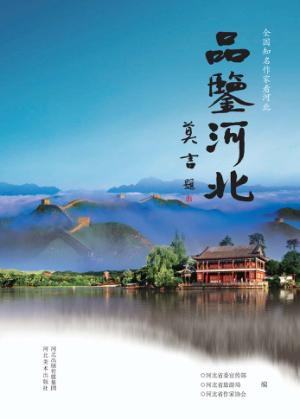 全国知名作家看河北
品鉴河北
莫言题
◇河北省委宣传部
◇河北省旅游局
◇河北省作家协会
编
河北出版传媒集团
河北美术出版社